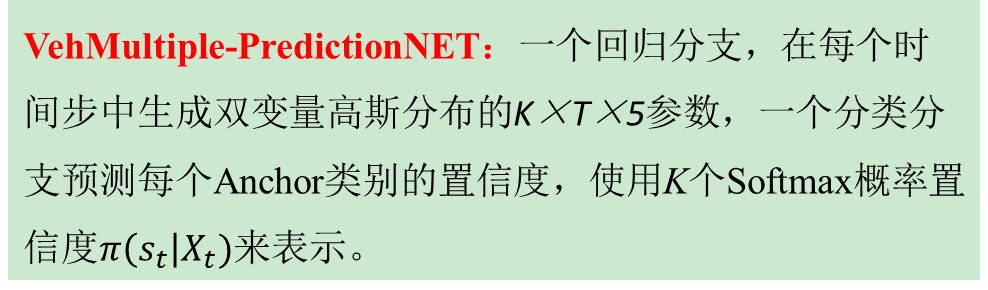 VehMultiple-PredictionNET：一个回归分支，在每个时
间步中生成双变量高斯分布的K×T×5参数，一个分类分
支预测每个Anchor类别的置信度，使用K个Softmax概率置
信度π(s_t|X_t)来表示。